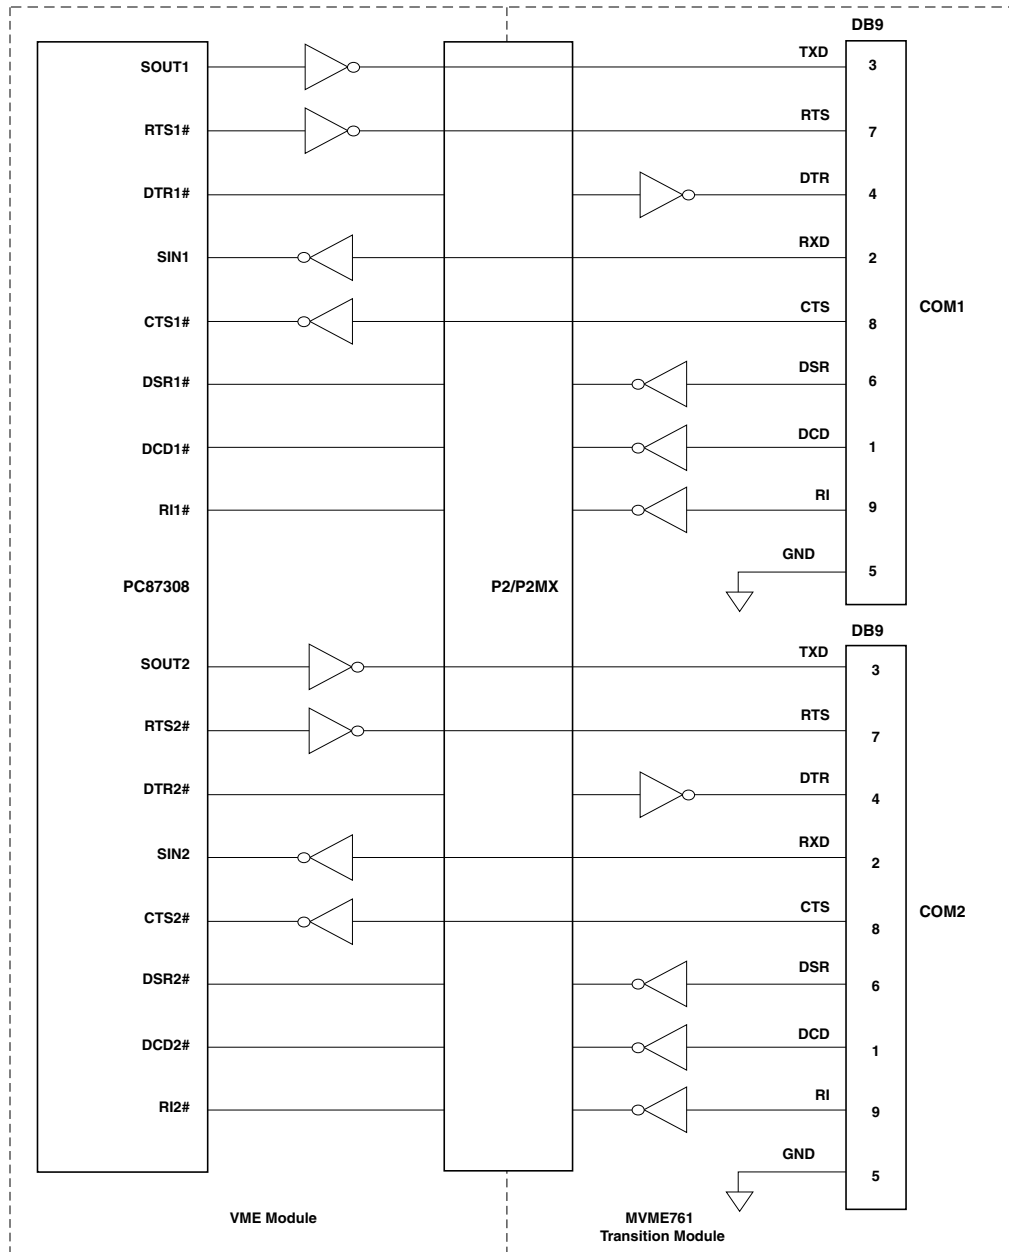 DB9
SOUT1 TXD 3
RTS1# RTS 7
DTR1# DTR 4
SIN1 RXD 2
CTS1# CTS 8
COM1
DSR1# DSR 6
DCD1# DCD 1
RI1# RI 9
GND 5
PC87308 P2/P2MX
DB9
SOUT2 TXD 3
RTS2# RTS 7
DTR2# DTR 4
SIN2 RXD 2
CTS2# CTS 8
COM2
DSR2# DSR 6
DCD2# DCD 1
RI2# RI 9
GND 5
VME Module
MVME761
Transition Module